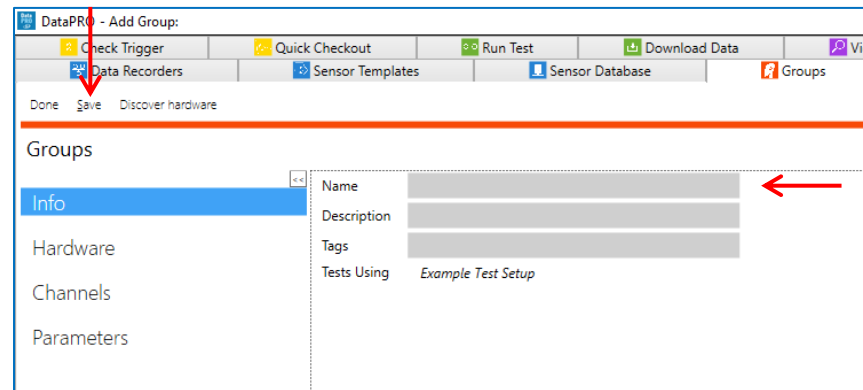 DataPRO - Add Group:
Check Trigger Quick Checkout Run Test Download Data Vi
Data Recorders Sensor Templates Sensor Database Groups
Done Save Discover hardware
Groups
<<
Info
Hardware
Channels
Parameters
Name
Description
Tags
Tests Using Example Test Setup